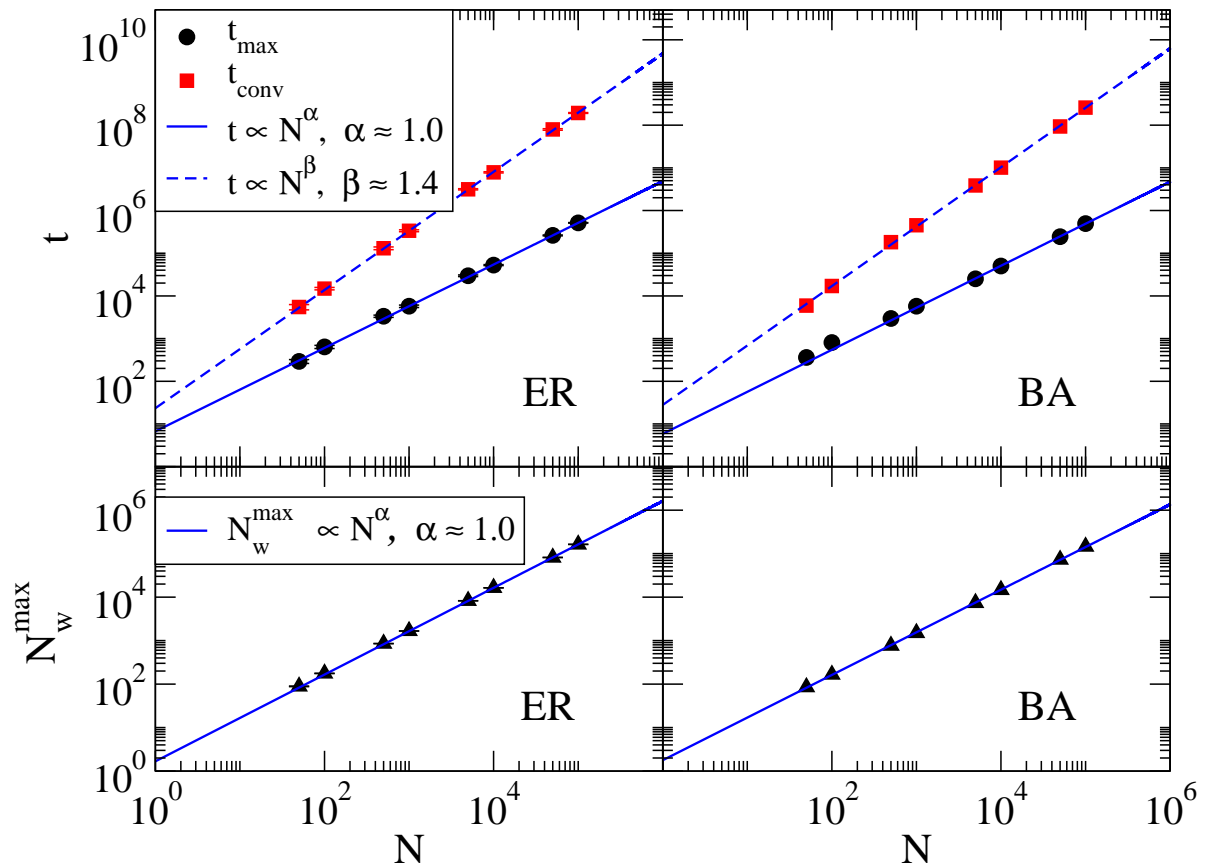 10^10
10^8
10^6
10^4
10^2
t
t_max
t_conv
t ∝ N^α, α ≈ 1.0
t ∝ N^β, β ≈ 1.4
ER
BA
10^6
10^4
10^2
10^0
N_w^max
N_w^max ∝ N^α, α ≈ 1.0
ER
BA
10^0 10^2 10^4
10^2 10^4 10^6
N
N